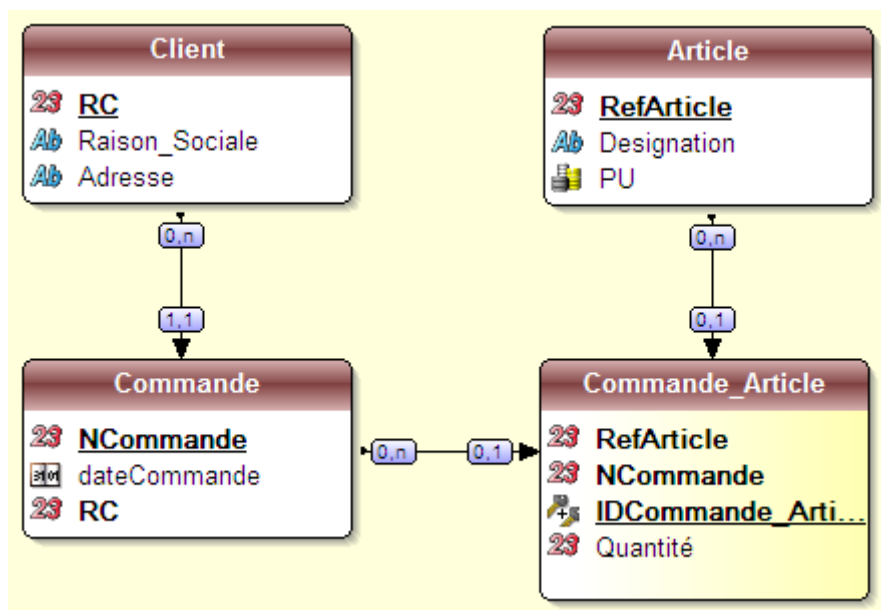 Client
RC
Raison_Sociale
Adresse
Article
RefArticle
Designation
PU
0,n
0,n
1,1
0,1
Commande
NCommande
dateCommande
RC
0,n
0,1
Commande_Article
RefArticle
NCommande
IDCommande_Arti...
Quantité